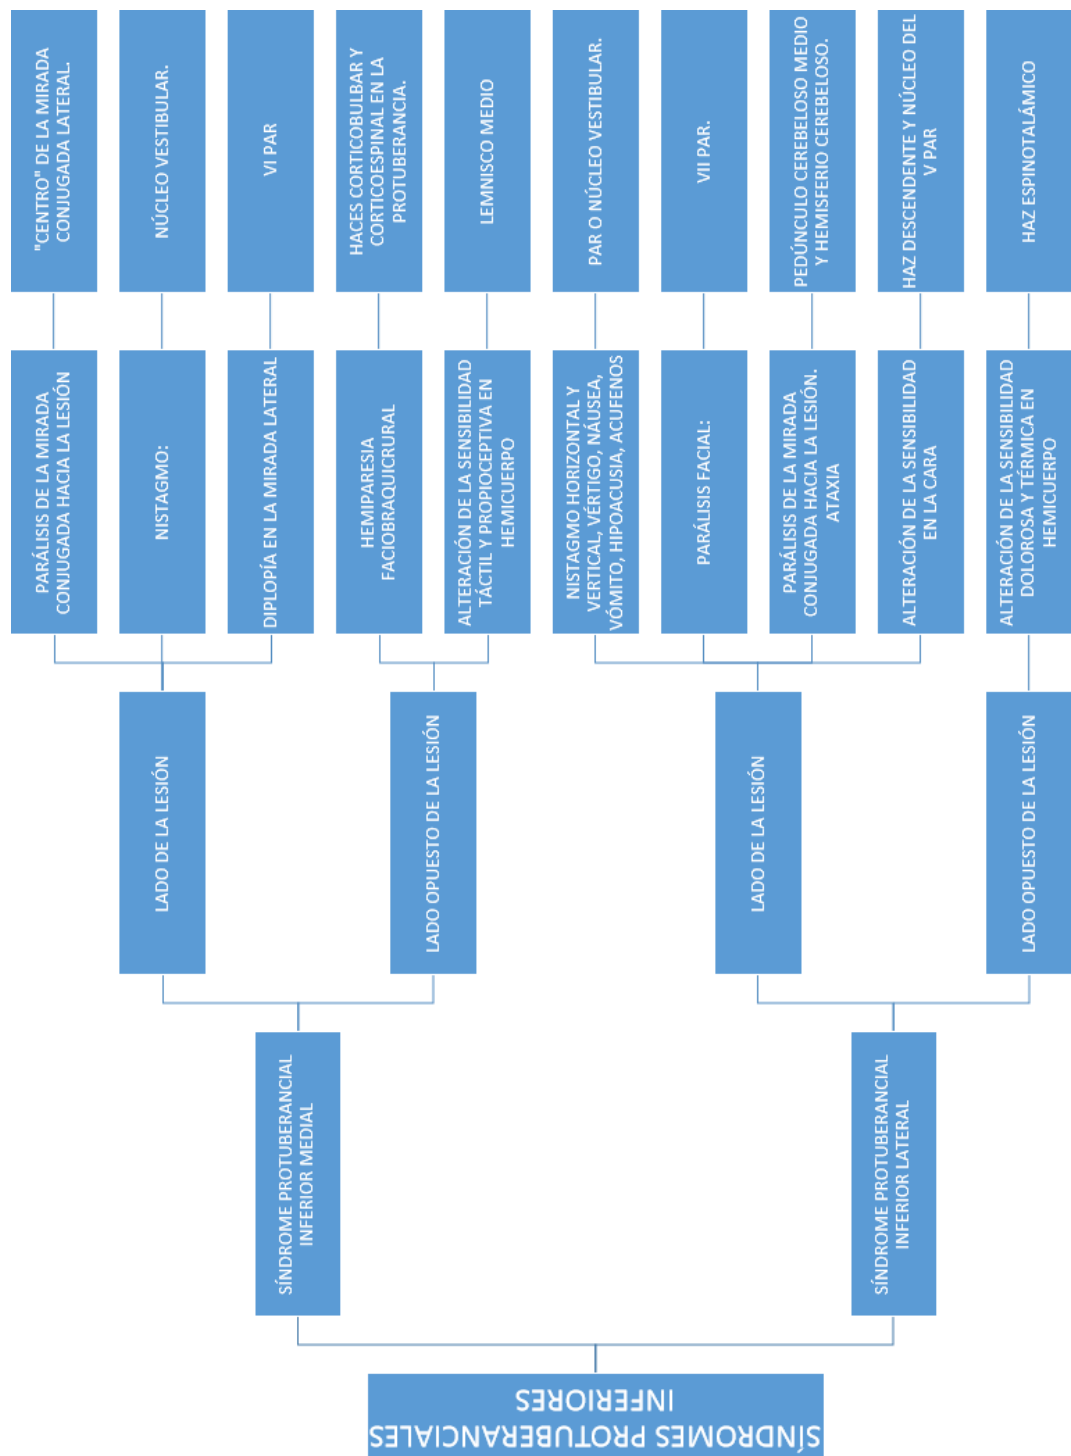 SÍNDROMES PROTUBERANCIALES
INFERIORES
SÍNDROME PROTUBERANCIAL
INFERIOR MEDIAL
LADO DE LA LESIÓN
PARÁLISIS DE LA MIRADA
CONJUGADA HACIA LA LESIÓN
"CENTRO" DE LA MIRADA
CONJUGADA LATERAL.
NISTAGMO:
NÚCLEO VESTIBULAR.
DIPLOPÍA EN LA MIRADA LATERAL
VI PAR
LADO OPUESTO DE LA LESIÓN
HEMIPARESIA
FACIOBRAQUICRURAL
HACES CORTICOBULBAR Y
CORTICOESPINAL EN LA
PROTUBERANCIA.
ALTERACIÓN DE LA SENSIBILIDAD
TÁCTIL Y PROPIOCEPTIVA EN
HEMICUERPO
LEMNISCO MEDIO
SÍNDROME PROTUBERANCIAL
INFERIOR LATERAL
LADO DE LA LESIÓN
NISTAGMO HORIZONTAL Y
VERTICAL, VÉRTIGO, NÁUSEA,
VÓMITO, HIPOACUSIA, ACUFENOS
PAR O NÚCLEO VESTIBULAR.
PARÁLISIS FACIAL:
VII PAR.
PARÁLISIS DE LA MIRADA
CONJUGADA HACIA LA LESIÓN.
ATAXIA
PEDÚNCULO CEREBELOSO MEDIO
Y HEMISFERIO CEREBELOSO.
ALTERACIÓN DE LA SENSIBILIDAD
EN LA CARA
HAZ DESCENDENTE Y NÚCLEO DEL
V PAR
LADO OPUESTO DE LA LESIÓN
ALTERACIÓN DE LA SENSIBILIDAD
DOLOROSA Y TÉRMICA EN
HEMICUERPO
HAZ ESPINOTALÁMICO